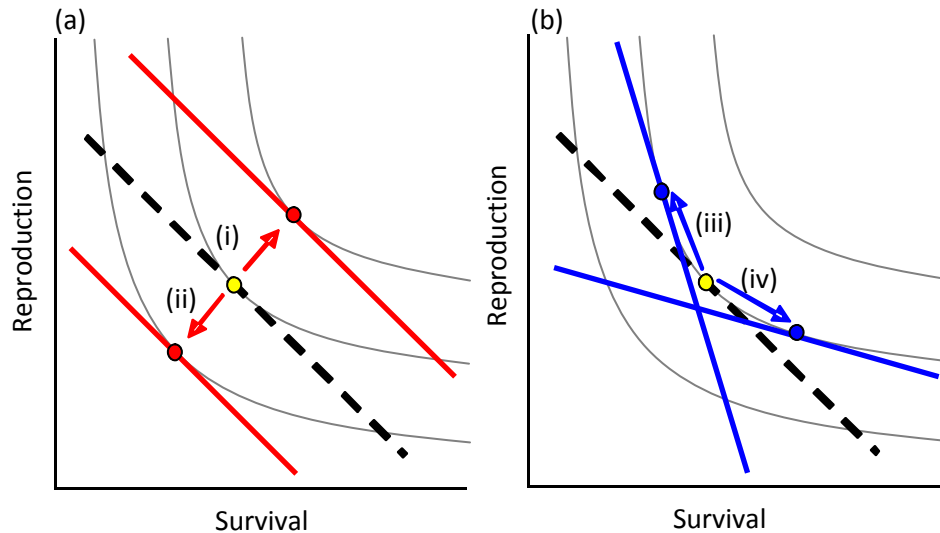 (a)
Reproduction
(i)
(ii)
Survival
(b)
Reproduction
(iii)
(iv)
Survival